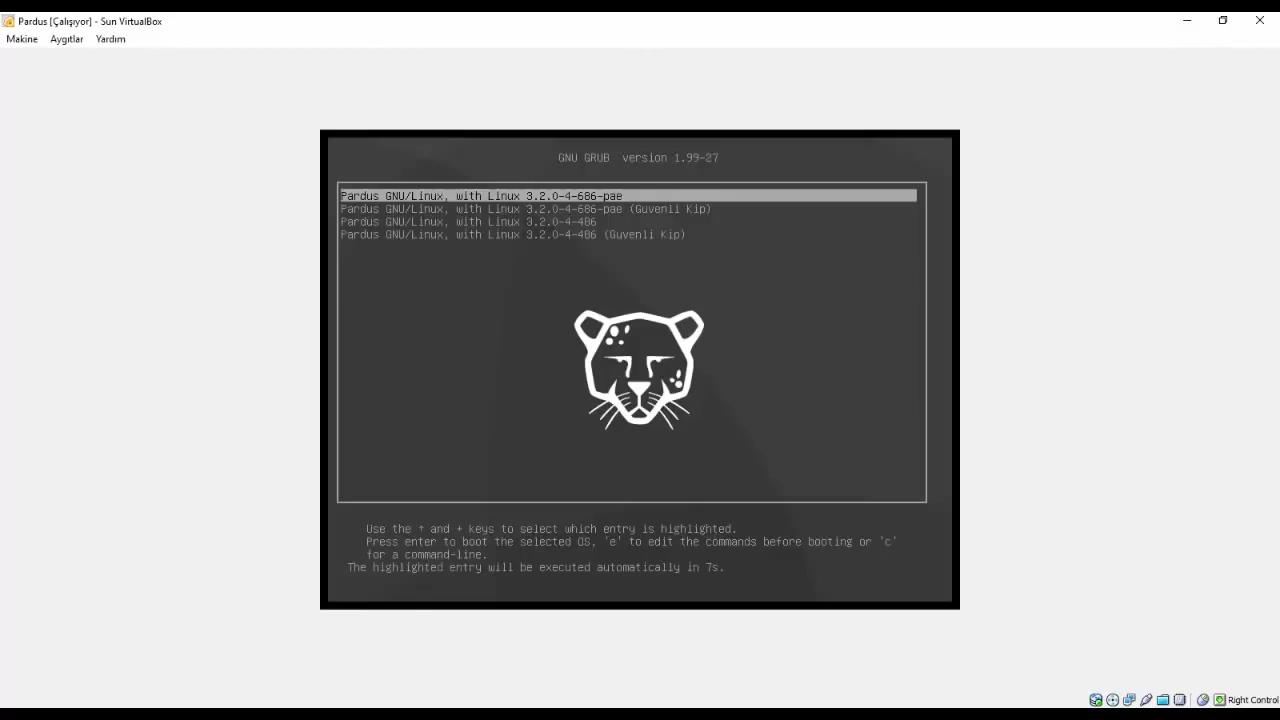 Pardus [Çalışıyor] - Sun VirtualBox
Makine Aygıtlar Yardım
GNU GRUB version 1.99-27
Pardus GNU/Linux, with Linux 3.2.0-4-686-pae
Pardus GNU/Linux, with Linux 3.2.0-4-686-pae (Guvenli Kip)
Pardus GNU/Linux, with Linux 3.2.0-4-486
Pardus GNU/Linux, with Linux 3.2.0-4-486 (Guvenli Kip)
Use the ↑ and ↓ keys to select which entry is highlighted.
Press enter to boot the selected OS, 'e' to edit the commands before booting or 'c'
for a command-line.
The highlighted entry will be executed automatically in 7s.
Right Control